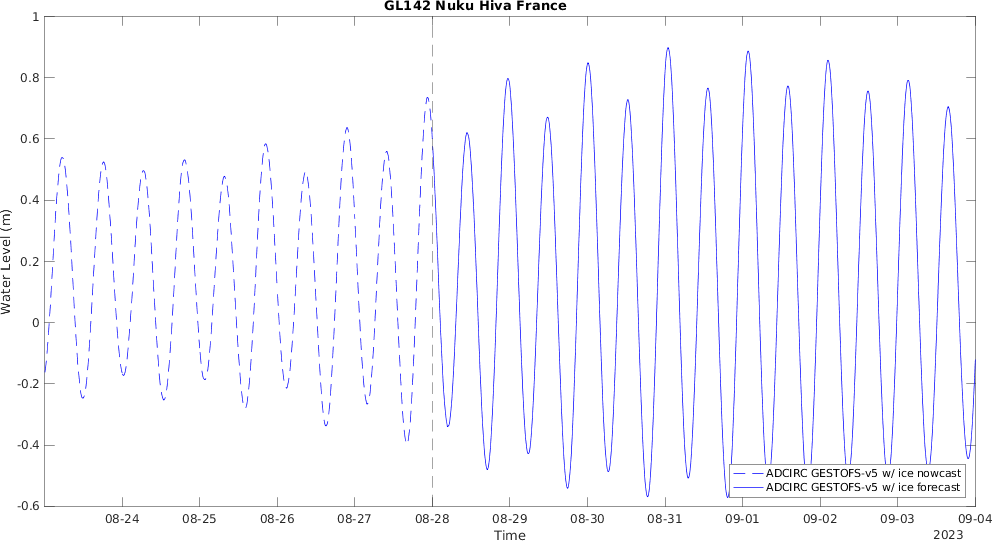 GL142 Nuku Hiva France
1
0.8
0.6
0.4
0.2
0
-0.2
-0.4
-0.6
Water Level (m)
ADCIRC GESTOFS-v5 w/ ice nowcast
ADCIRC GESTOFS-v5 w/ ice forecast
08-24 08-25 08-26 08-27 08-28 08-29 08-30 08-31 09-01 09-02 09-03 09-04
Time
2023